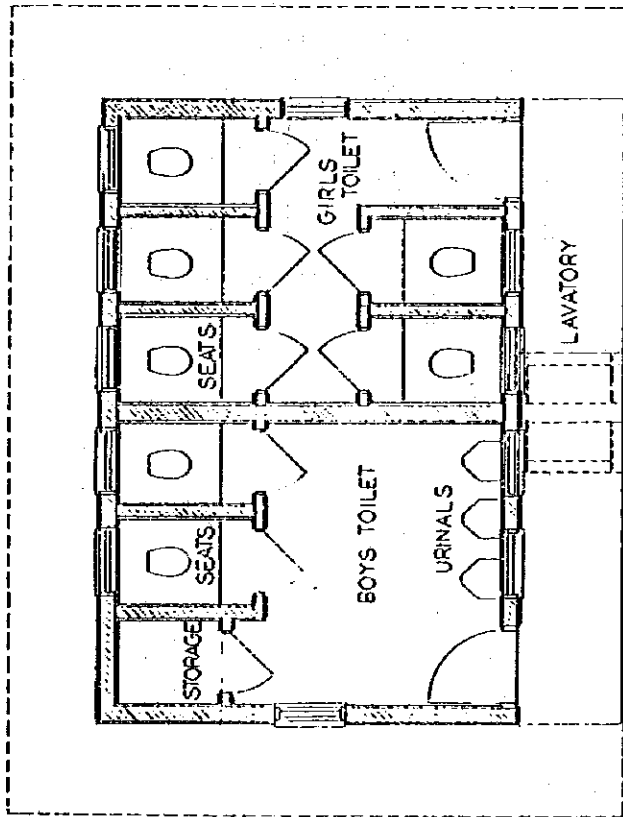 STORAGE
SEATS
SEATS
BOYS TOILET
GIRLS
TOILET
URINALS
LAVATORY